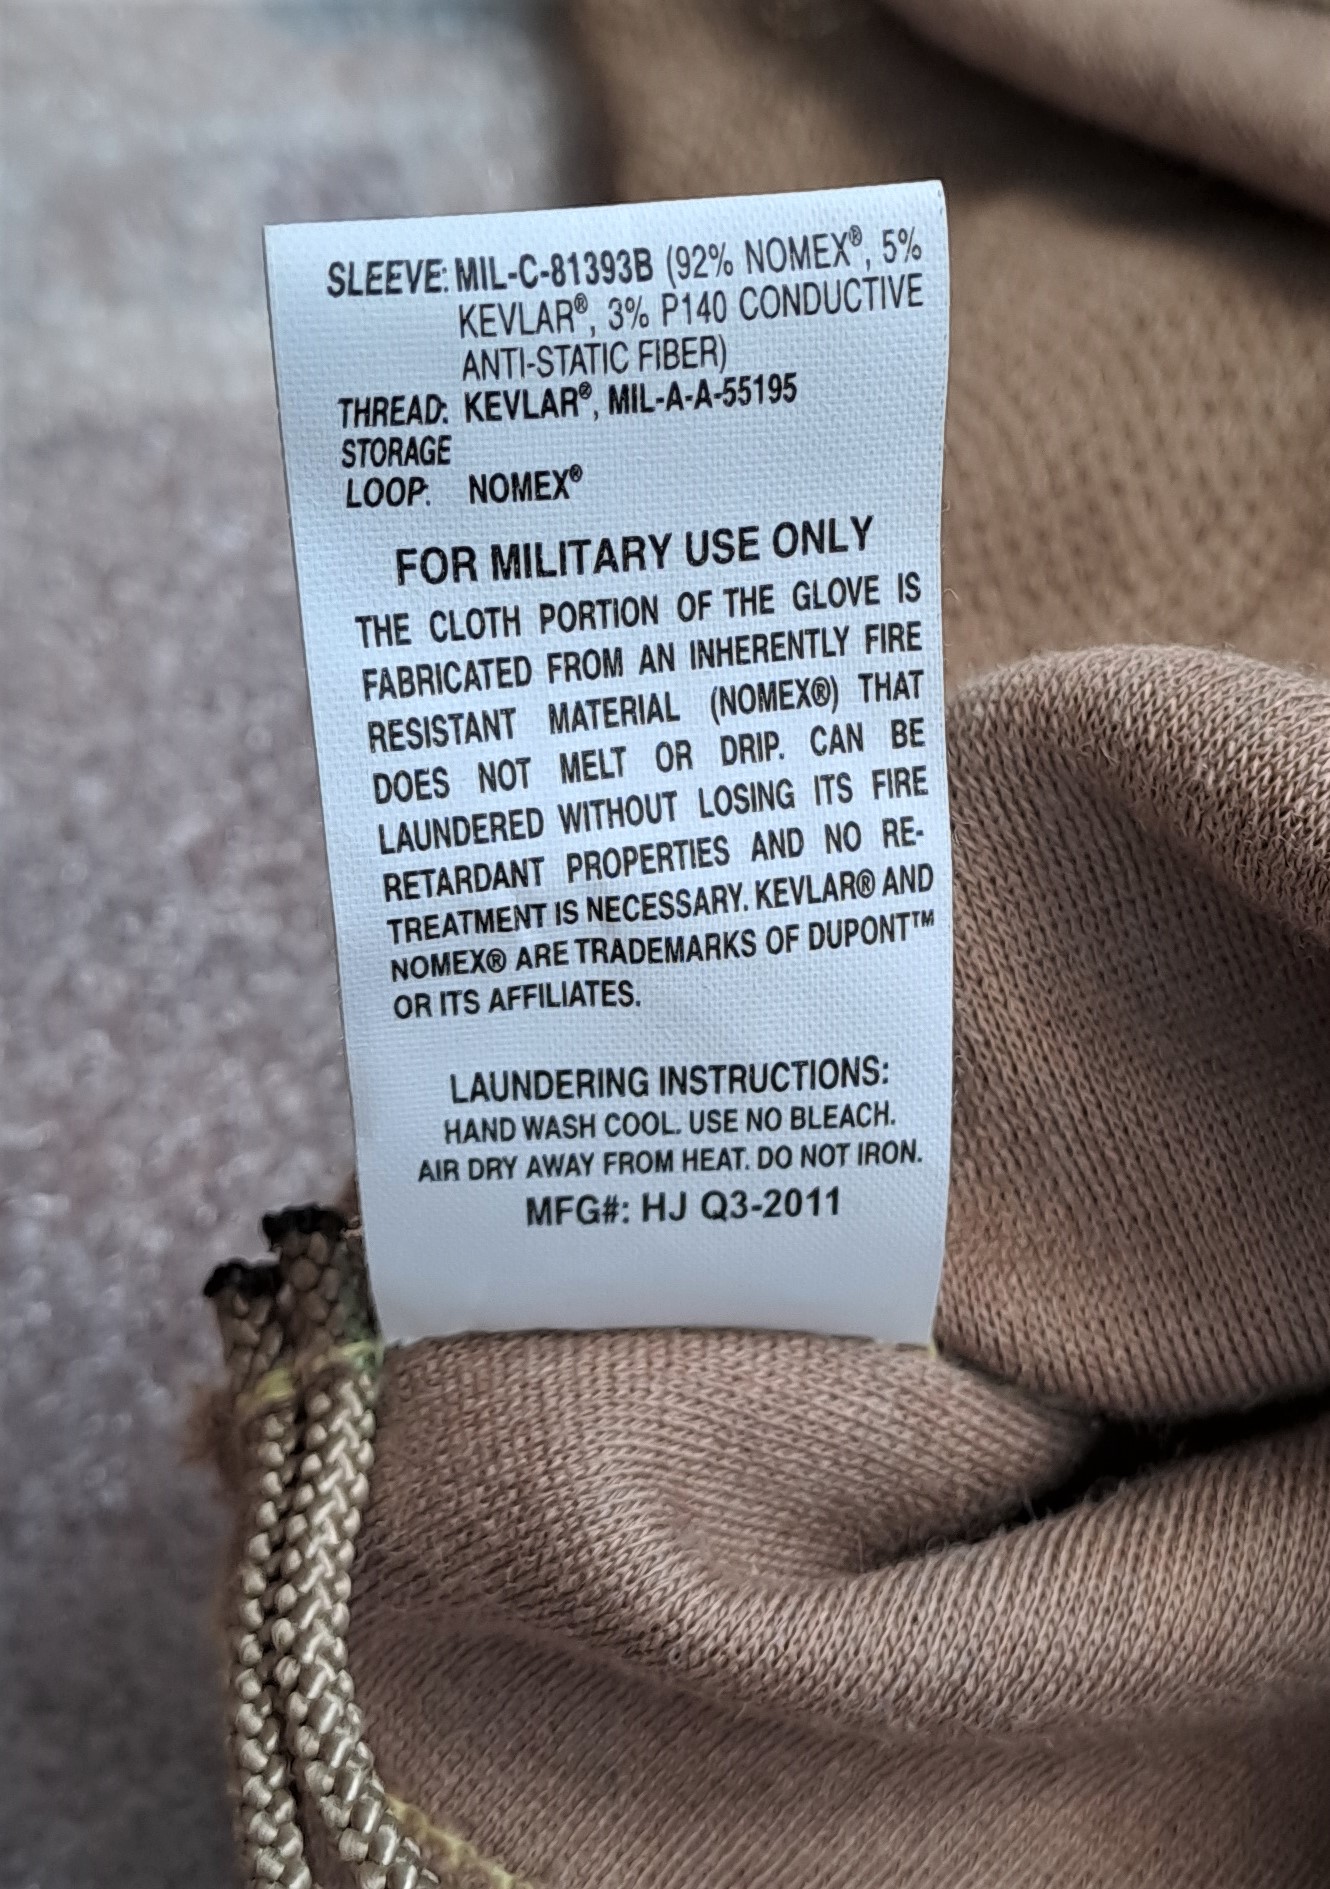 SLEEVE: MIL-C-81393B (92% NOMEX®, 5%
KEVLAR®, 3% P140 CONDUCTIVE
ANTI-STATIC FIBER)
THREAD: KEVLAR®, MIL-A-A-55195
STORAGE
LOOP: NOMEX®
FOR MILITARY USE ONLY
THE CLOTH PORTION OF THE GLOVE IS
FABRICATED FROM AN INHERENTLY FIRE
RESISTANT MATERIAL (NOMEX®) THAT
DOES NOT MELT OR DRIP. CAN BE
LAUNDERED WITHOUT LOSING ITS FIRE
RETARDANT PROPERTIES AND NO RE-
TREATMENT IS NECESSARY. KEVLAR® AND
NOMEX® ARE TRADEMARKS OF DUPONT™
OR ITS AFFILIATES.
LAUNDERING INSTRUCTIONS:
HAND WASH COOL. USE NO BLEACH.
AIR DRY AWAY FROM HEAT. DO NOT IRON.
MFG#: HJ Q3-2011